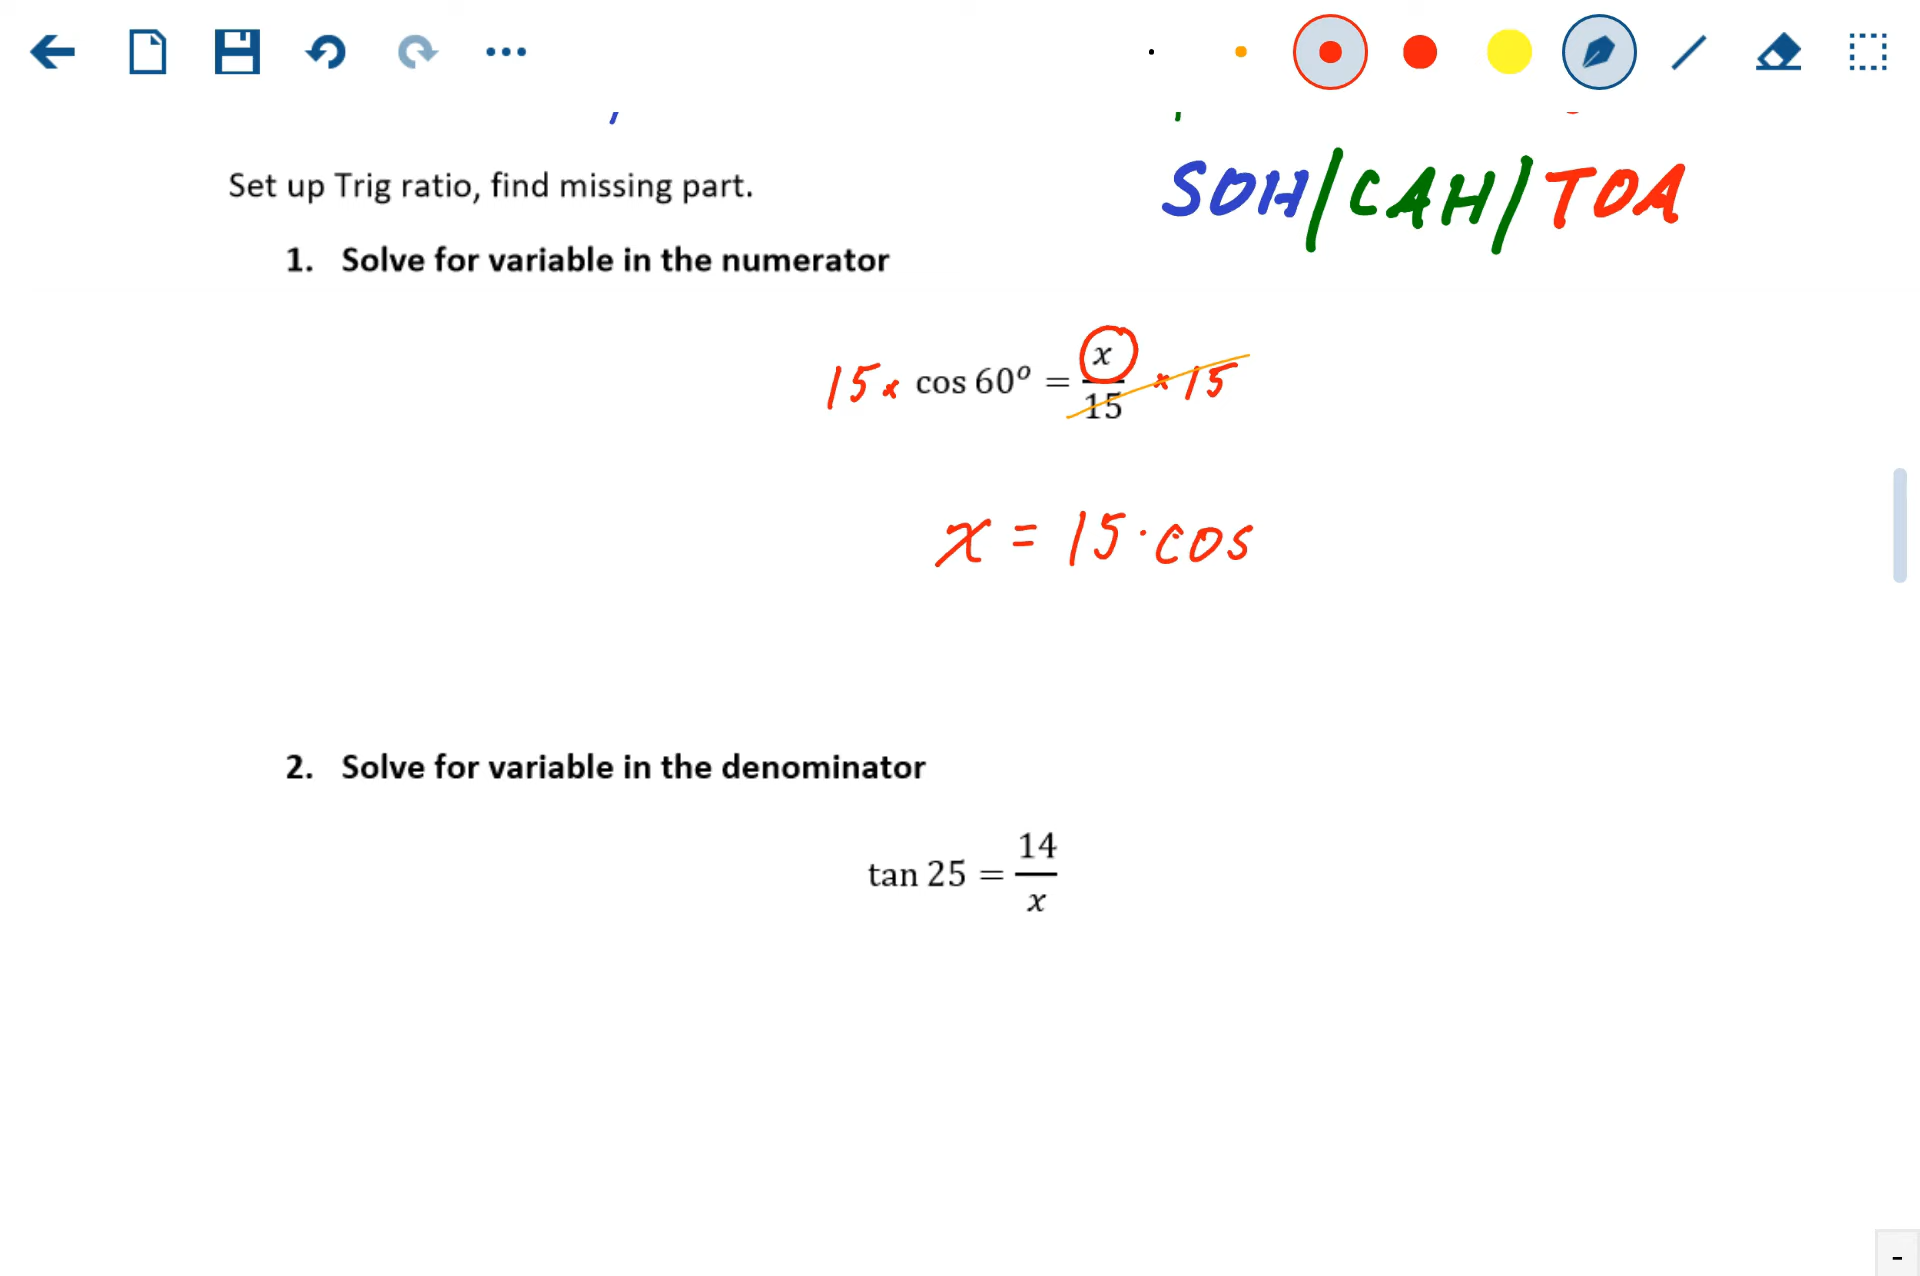 Set up Trig ratio, find missing part.
SOH/CAH/TOA
1. Solve for variable in the numerator
15 × cos 60° = x/15 × 15
x = 15 · cos
2. Solve for variable in the denominator
tan 25 = 14/x